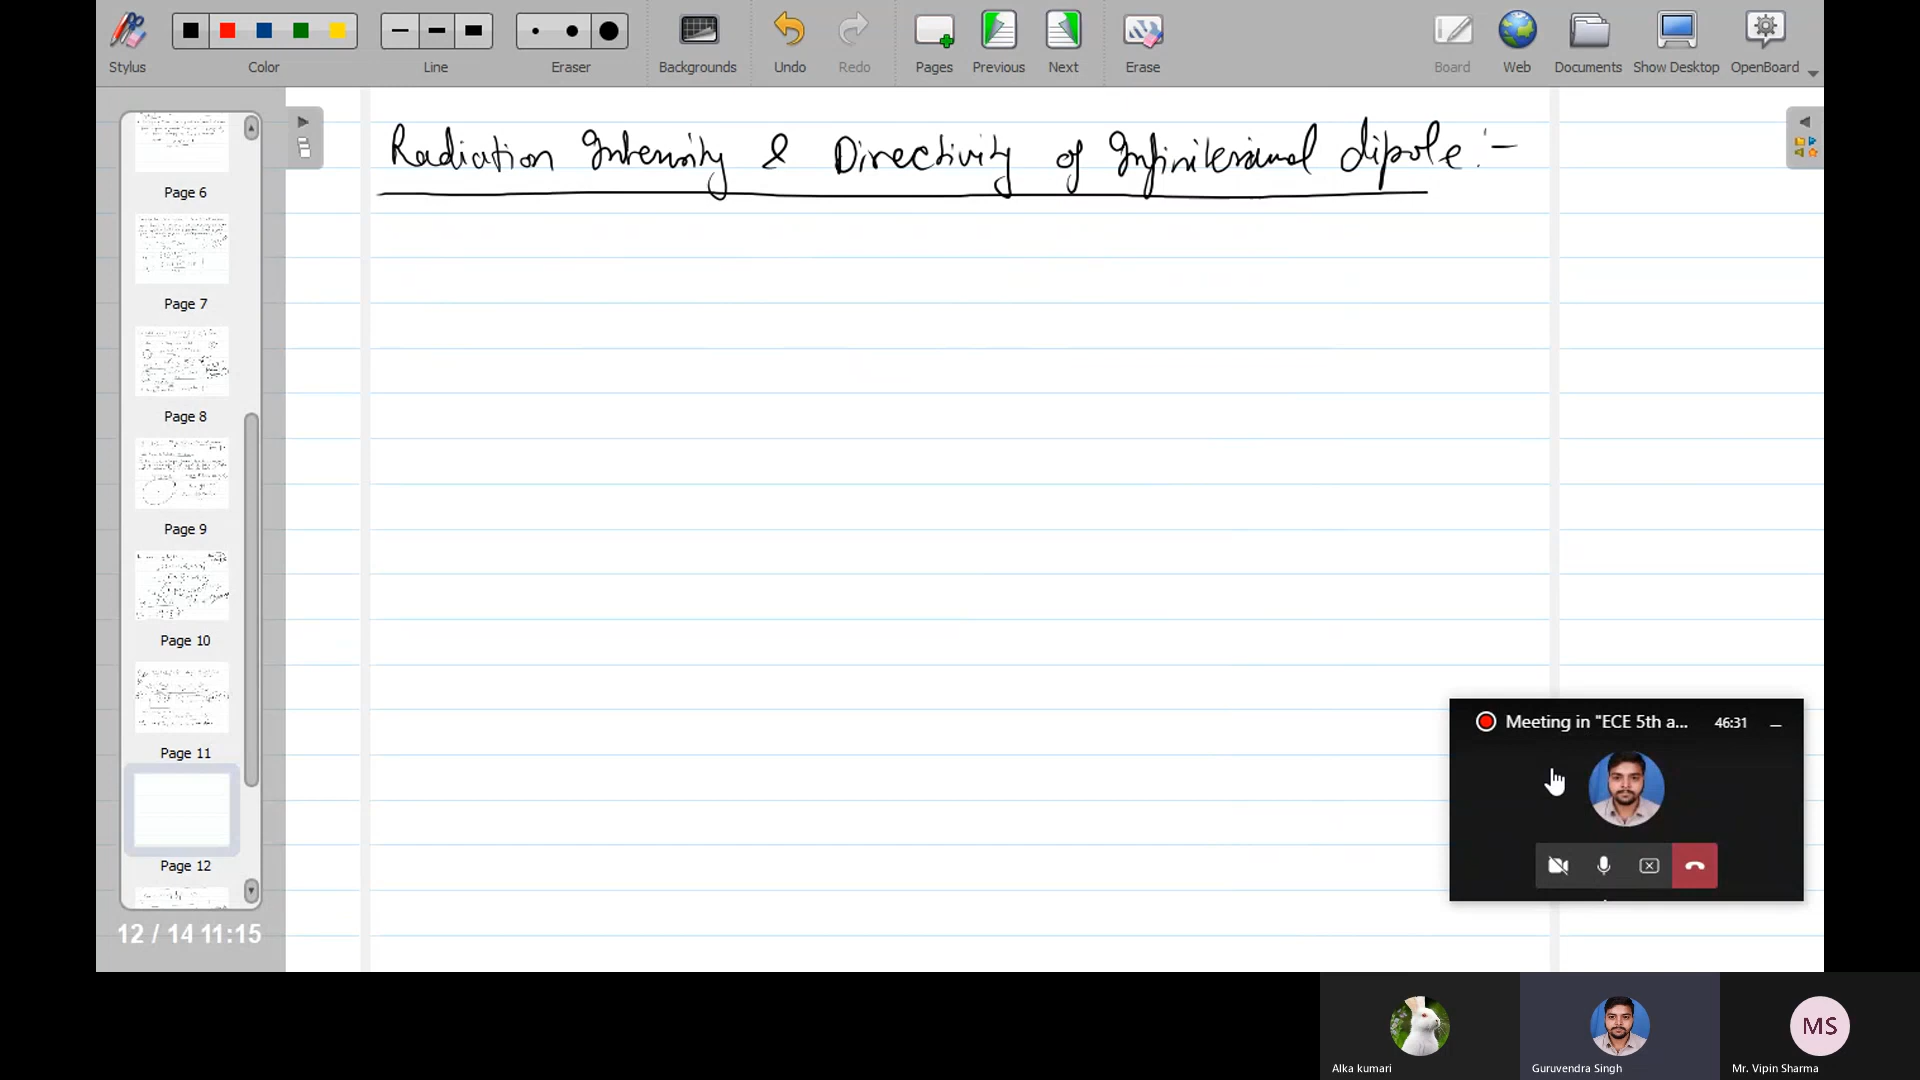 Stylus
Color
Line
Eraser
Backgrounds
Undo
Redo
Pages
Previous
Next
Erase
Board
Web
Documents
Show Desktop
OpenBoard
Radiation Intensity & Directivity of Infinitesimal dipole:-
Page 6
Page 7
Page 8
Page 9
Page 10
Page 11
Page 12
12 / 14 11:15
Meeting in "ECE 5th a... 46:31
MS
Alka kumari
Guruvendra Singh
Mr. Vipin Sharma